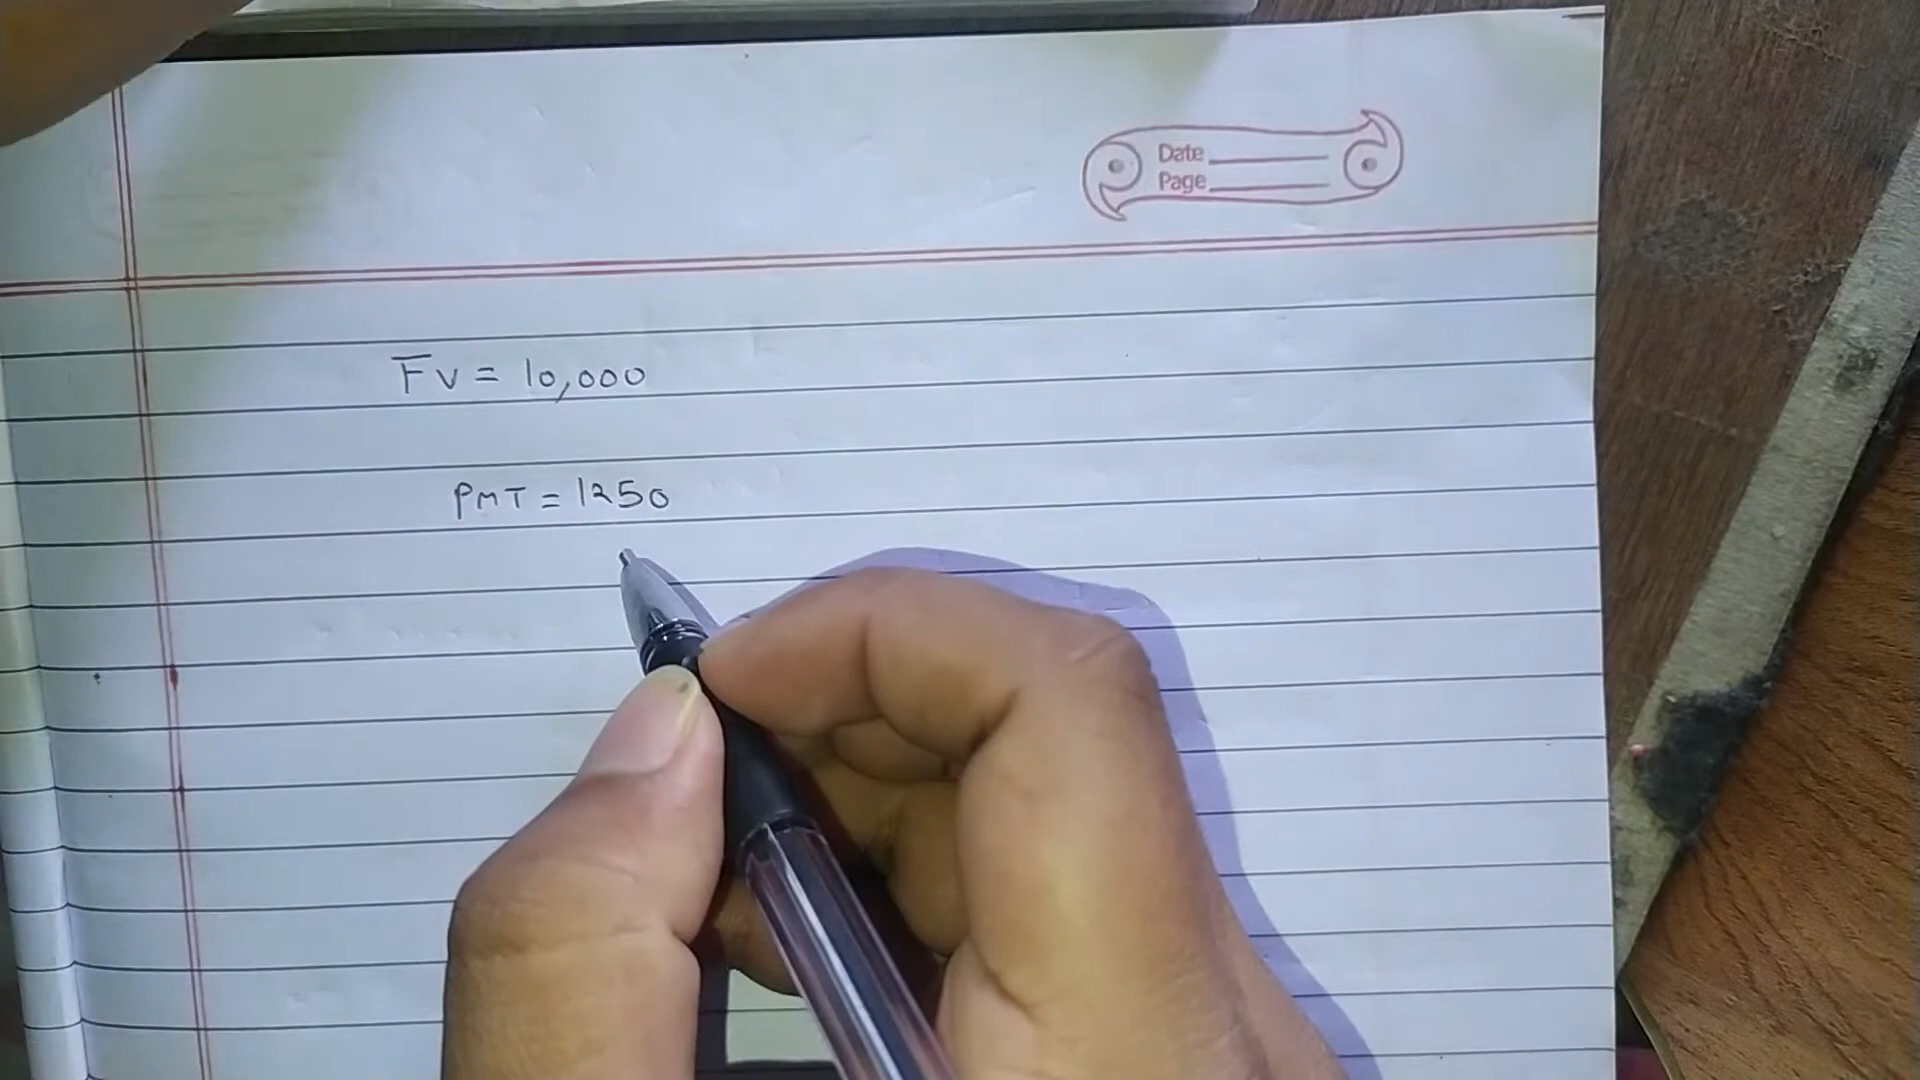 Date
Page
FV = 10,000
PMT = 1250